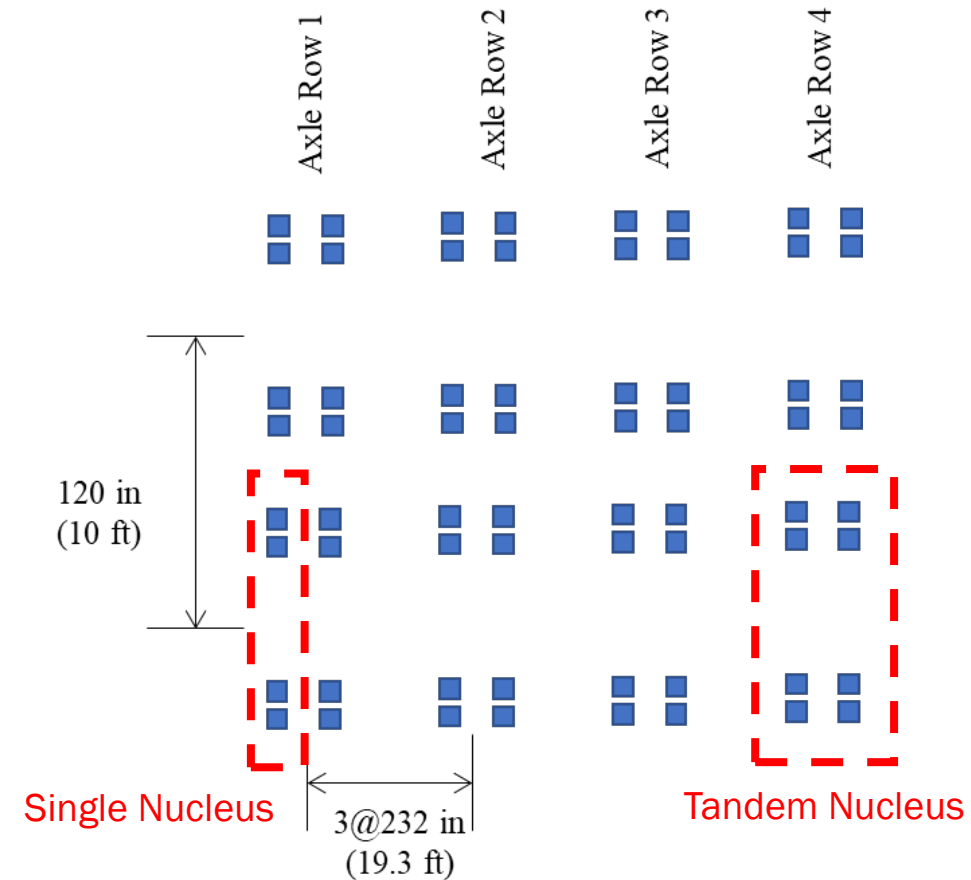 Axle Row 1
Axle Row 2
Axle Row 3
Axle Row 4
120 in
(10 ft)
Single Nucleus
3@232 in
(19.3 ft)
Tandem Nucleus